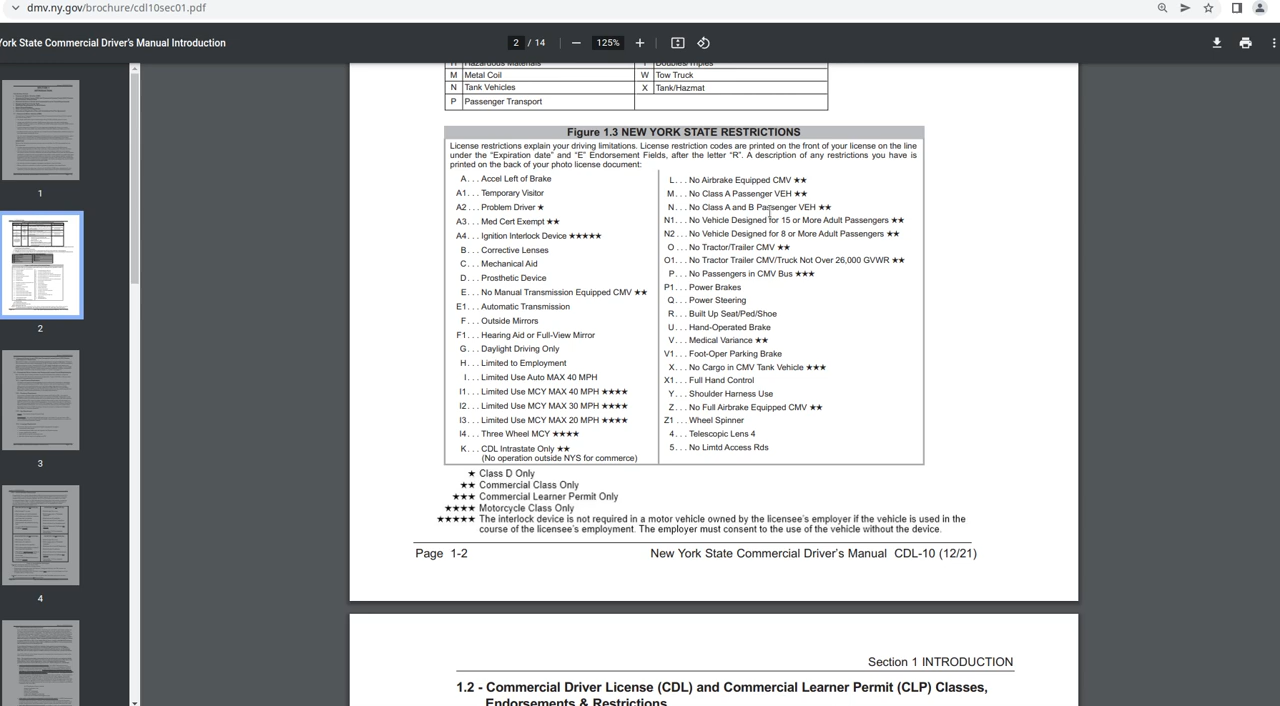 dmv.ny.gov/brochure/cdl10sec01.pdf
York State Commercial Driver's Manual Introduction
2 / 14
125%
1
2
3
4
H Hazardous Materials T Doubles/Triples
M Metal Coil W Tow Truck
N Tank Vehicles X Tank/Hazmat
P Passenger Transport
Figure 1.3 NEW YORK STATE RESTRICTIONS
License restrictions explain your driving limitations. License restriction codes are printed on the front of your license on the line
under the "Expiration date" and "E" Endorsement Fields, after the letter "R". A description of any restrictions you have is
printed on the back of your photo license document:
A. . . Accel Left of Brake
A1. . . Temporary Visitor
A2. . . Problem Driver ★
A3. . . Med Cert Exempt ★★
A4. . . Ignition Interlock Device ★★★★★
B. . . Corrective Lenses
C. . . Mechanical Aid
D. . . Prosthetic Device
E. . . No Manual Transmission Equipped CMV ★★
E1. . . Automatic Transmission
F. . . Outside Mirrors
F1. . . Hearing Aid or Full-View Mirror
G. . . Daylight Driving Only
H. . . Limited to Employment
I. . . Limited Use Auto MAX 40 MPH
I1. . . Limited Use MCY MAX 40 MPH ★★★★
I2. . . Limited Use MCY MAX 30 MPH ★★★★
I3. . . Limited Use MCY MAX 20 MPH ★★★★
I4. . . Three Wheel MCY ★★★★
K. . . CDL Intrastate Only ★★
(No operation outside NYS for commerce)
L. . . No Airbrake Equipped CMV ★★
M. . . No Class A Passenger VEH ★★
N. . . No Class A and B Passenger VEH ★★
N1. . . No Vehicle Designed for 15 or More Adult Passengers ★★
N2. . . No Vehicle Designed for 8 or More Adult Passengers ★★
O. . . No Tractor/Trailer CMV ★★
O1. . . No Tractor Trailer CMV/Truck Not Over 26,000 GVWR ★★
P. . . No Passengers in CMV Bus ★★★
P1. . . Power Brakes
Q. . . Power Steering
R. . . Built Up Seat/Ped/Shoe
U. . . Hand-Operated Brake
V. . . Medical Variance ★★
V1. . . Foot-Oper Parking Brake
X. . . No Cargo in CMV Tank Vehicle ★★★
X1. . . Full Hand Control
Y. . . Shoulder Harness Use
Z. . . No Full Airbrake Equipped CMV ★★
Z1. . . Wheel Spinner
4. . . Telescopic Lens 4
5. . . No Limtd Access Rds
★ Class D Only
★★ Commercial Class Only
★★★ Commercial Learner Permit Only
★★★★ Motorcycle Class Only
★★★★★ The interlock device is not required in a motor vehicle owned by the licensee's employer if the vehicle is used in the
course of the licensee's employment. The employer must consent to the use of the vehicle without the device.
Page 1-2 New York State Commercial Driver's Manual CDL-10 (12/21)
Section 1 INTRODUCTION
1.2 - Commercial Driver License (CDL) and Commercial Learner Permit (CLP) Classes,
Endorsements & Restrictions